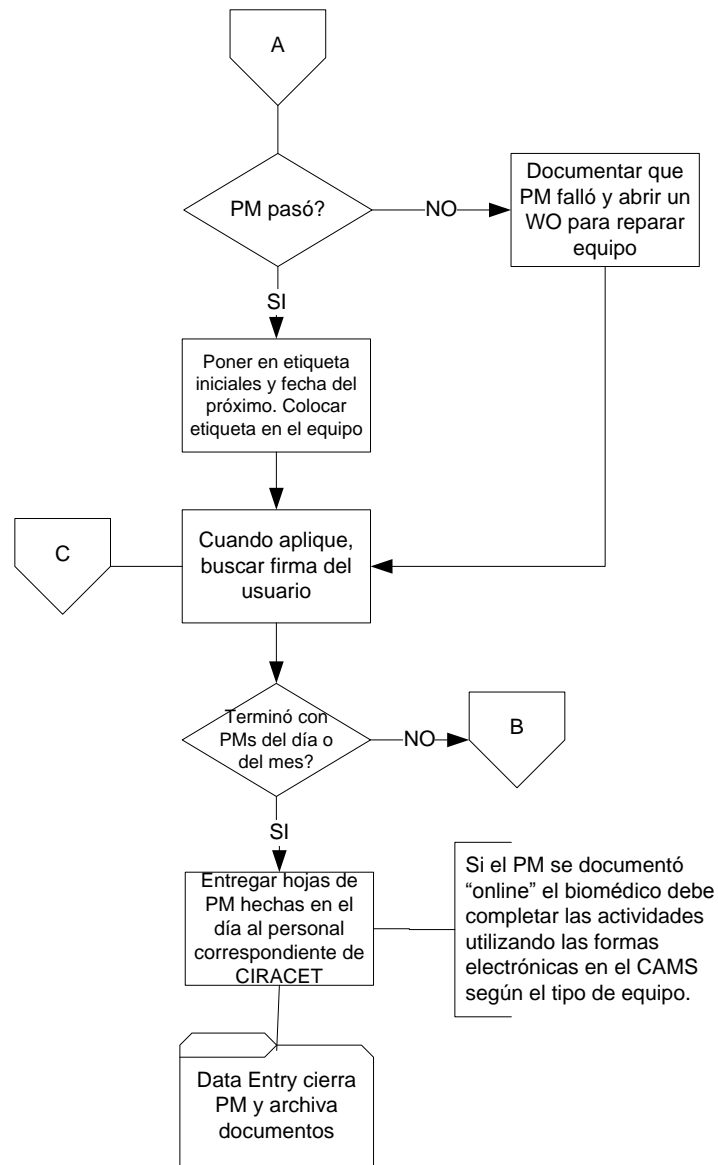 A
PM pasó?
NO
Documentar que
PM falló y abrir un
WO para reparar
equipo
SI
Poner en etiqueta
iniciales y fecha del
próximo. Colocar
etiqueta en el equipo
C
Cuando aplique,
buscar firma del
usuario
Terminó con
PMs del día o
del mes?
NO
B
SI
Entregar hojas de
PM hechas en el
día al personal
correspondiente de
CIRACET
Si el PM se documentó
“online” el biomédico debe
completar las actividades
utilizando las formas
electrónicas en el CAMS
según el tipo de equipo.
Data Entry cierra
PM y archiva
documentos